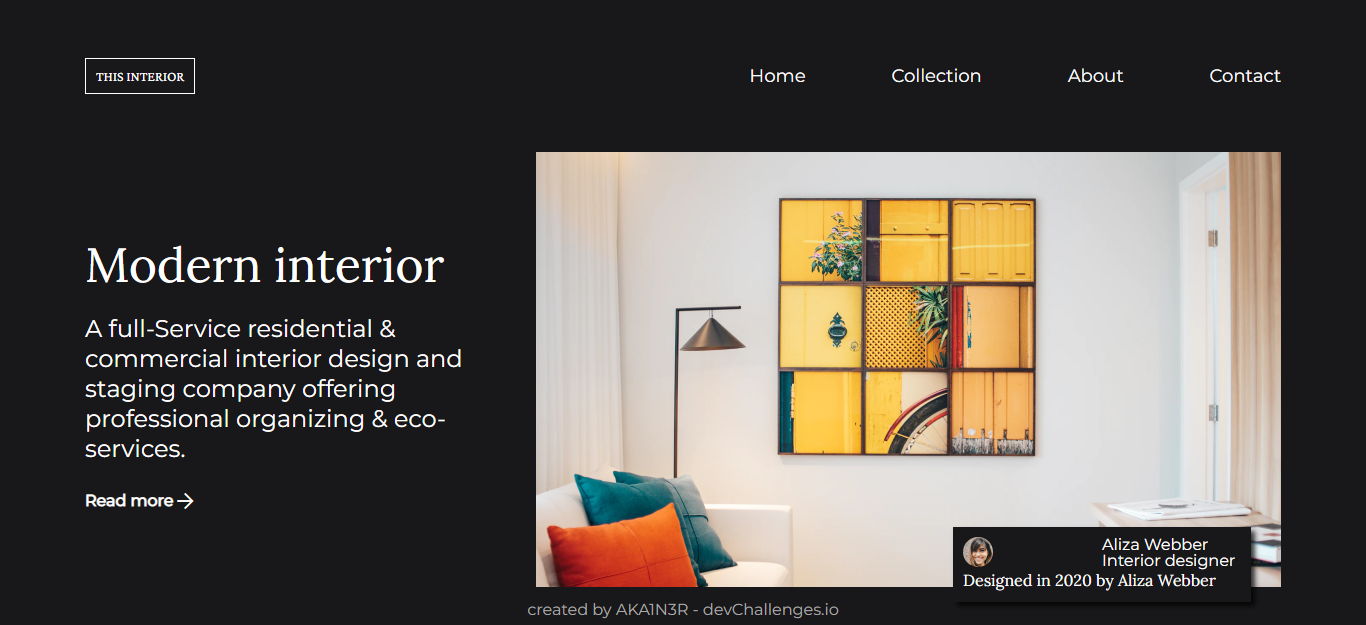 THIS INTERIOR
Home Collection About Contact
Modern interior
A full-Service residential &
commercial interior design and
staging company offering
professional organizing & eco-
services.
Read more
Aliza Webber
Interior designer
Designed in 2020 by Aliza Webber
created by AKA1N3R - devChallenges.io